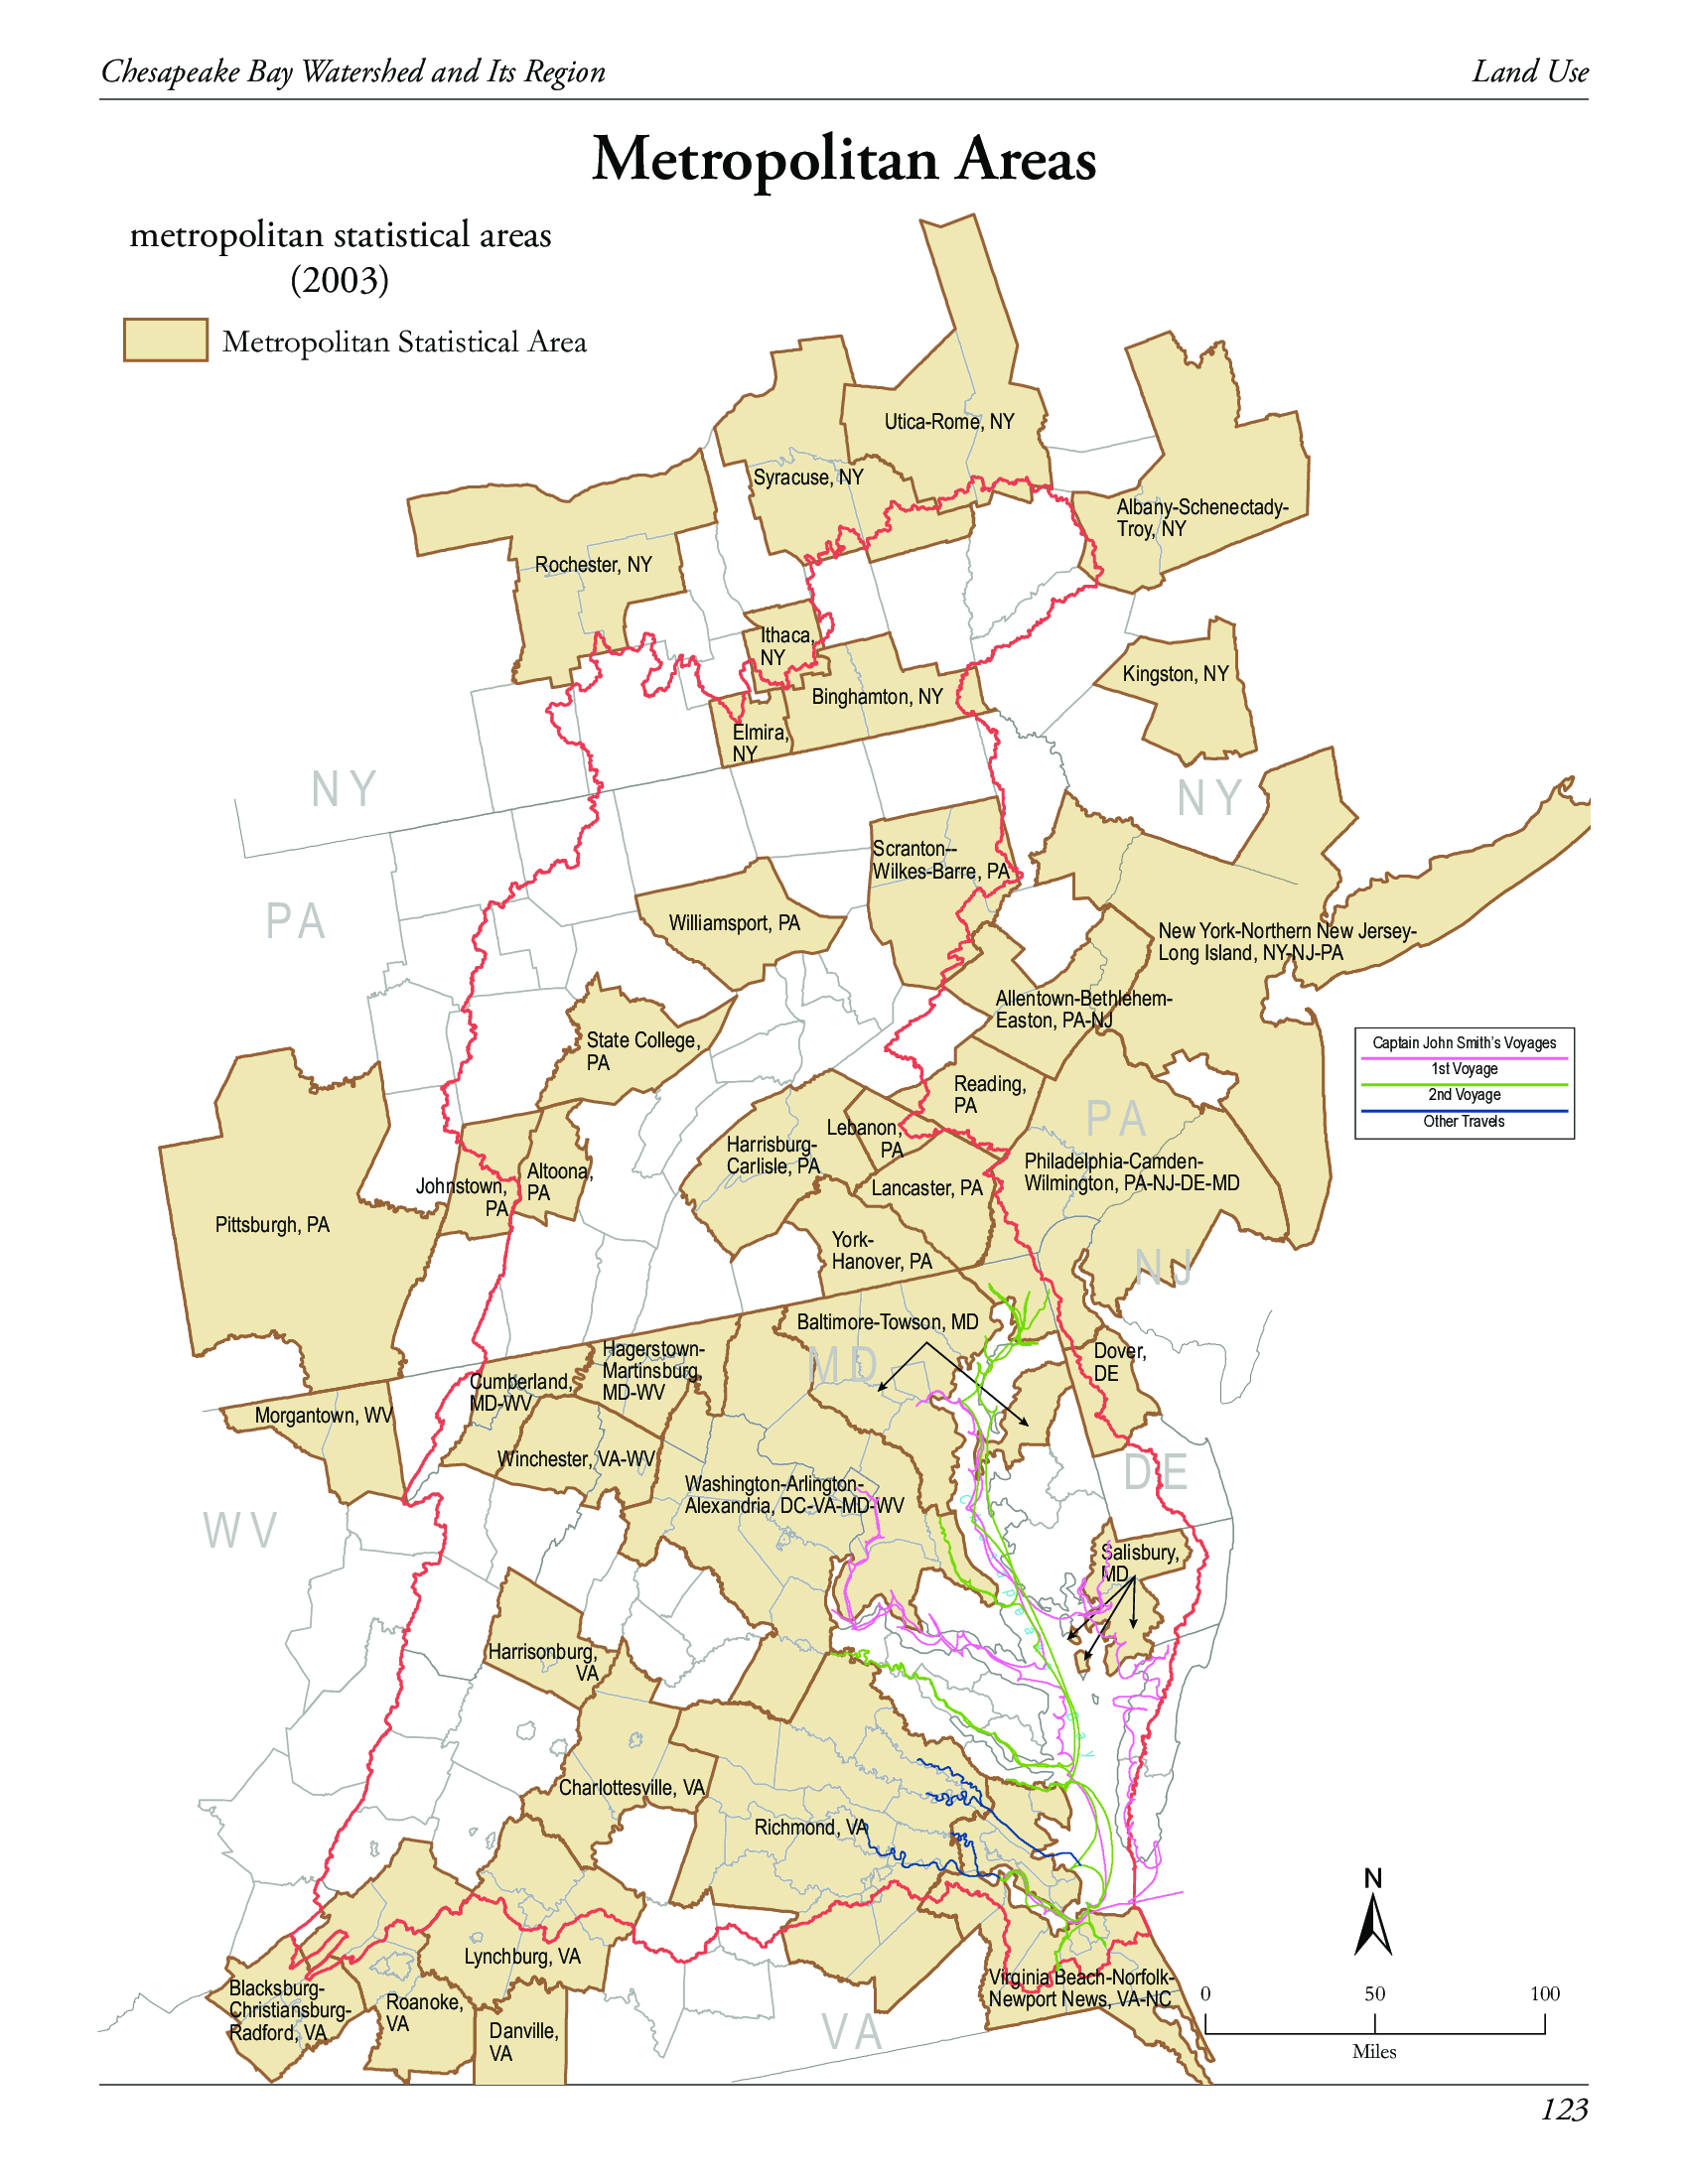 Chesapeake Bay Watershed and Its Region
Land Use
Metropolitan Areas
metropolitan statistical areas
(2003)
Metropolitan Statistical Area
Utica-Rome, NY
Syracuse, NY
Albany-Schenectady-
Troy, NY
Rochester, NY
Ithaca,
NY
Kingston, NY
Binghamton, NY
Elmira,
NY
NY
NY
Scranton--
Wilkes-Barre, PA
PA
Williamsport, PA
New York-Northern New Jersey-
Long Island, NY-NJ-PA
Allentown-Bethlehem-
Easton, PA-NJ
State College,
PA
Captain John Smith's Voyages
1st Voyage
2nd Voyage
Other Travels
Reading,
PA
PA
Lebanon,
PA
Harrisburg-
Carlisle, PA
Philadelphia-Camden-
Wilmington, PA-NJ-DE-MD
Altoona,
PA
Johnstown,
PA
Lancaster, PA
Pittsburgh, PA
York-
Hanover, PA
NJ
Baltimore-Towson, MD
MD
Hagerstown-
Martinsburg,
MD-WV
Dover,
DE
Cumberland,
MD-WV
Morgantown, WV
Winchester, VA-WV
DE
Washington-Arlington-
Alexandria, DC-VA-MD-WV
WV
Salisbury,
MD
Harrisonburg,
VA
Charlottesville, VA
Richmond, VA
N
Lynchburg, VA
Virginia Beach-Norfolk-
Newport News, VA-NC
0 50 100
Miles
Blacksburg-
Christiansburg-
Radford, VA
Roanoke,
VA
Danville,
VA
VA
123